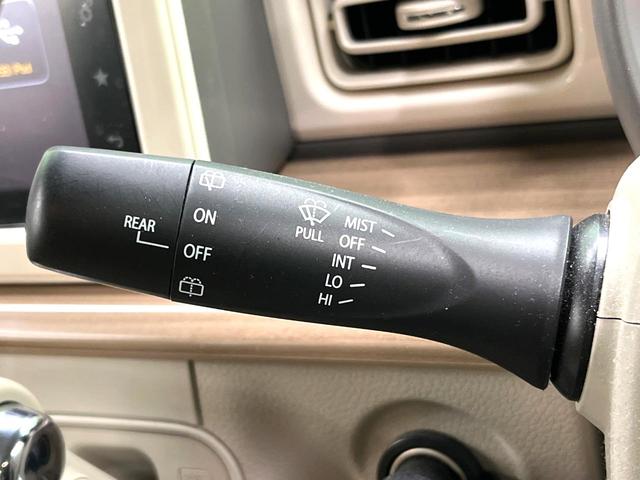 REAR
ON
OFF
PULL
MIST
OFF
INT
LO
HI